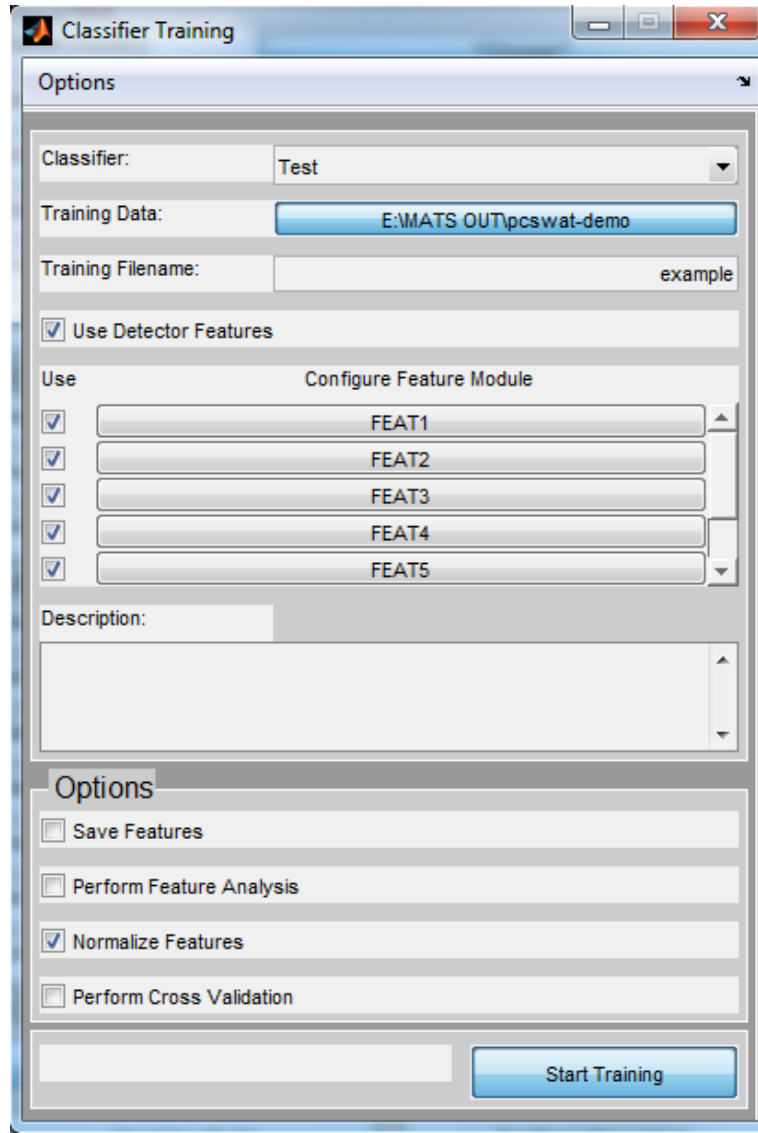 Classifier Training
Options
Classifier: Test
Training Data: E:\MATS OUT\pcswat-demo
Training Filename: example
Use Detector Features
Use Configure Feature Module
FEAT1
FEAT2
FEAT3
FEAT4
FEAT5
Description:
Options
Save Features
Perform Feature Analysis
Normalize Features
Perform Cross Validation
Start Training